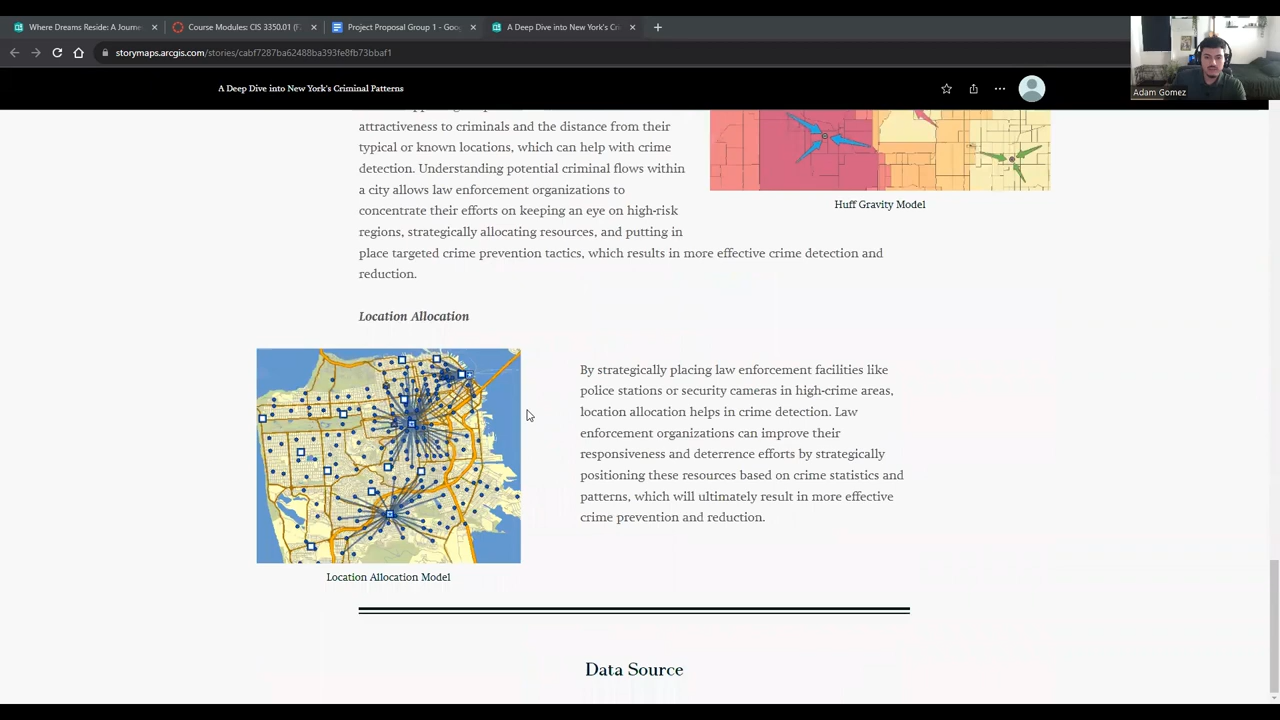 Where Dreams Reside: A Journe
Course Modules: CIS 3350.01 (F
Project Proposal Group 1 - Goo
A Deep Dive into New York's Cri
storymaps.arcgis.com/stories/cabf7287ba62488ba393fe8fb73bbaf1
Adam Gomez
A Deep Dive into New York's Criminal Patterns
attractiveness to criminals and the distance from their
typical or known locations, which can help with crime
detection. Understanding potential criminal flows within
a city allows law enforcement organizations to
concentrate their efforts on keeping an eye on high-risk
regions, strategically allocating resources, and putting in
place targeted crime prevention tactics, which results in more effective crime detection and
reduction.
Huff Gravity Model
Location Allocation
By strategically placing law enforcement facilities like
police stations or security cameras in high-crime areas,
location allocation helps in crime detection. Law
enforcement organizations can improve their
responsiveness and deterrence efforts by strategically
positioning these resources based on crime statistics and
patterns, which will ultimately result in more effective
crime prevention and reduction.
Location Allocation Model
Data Source